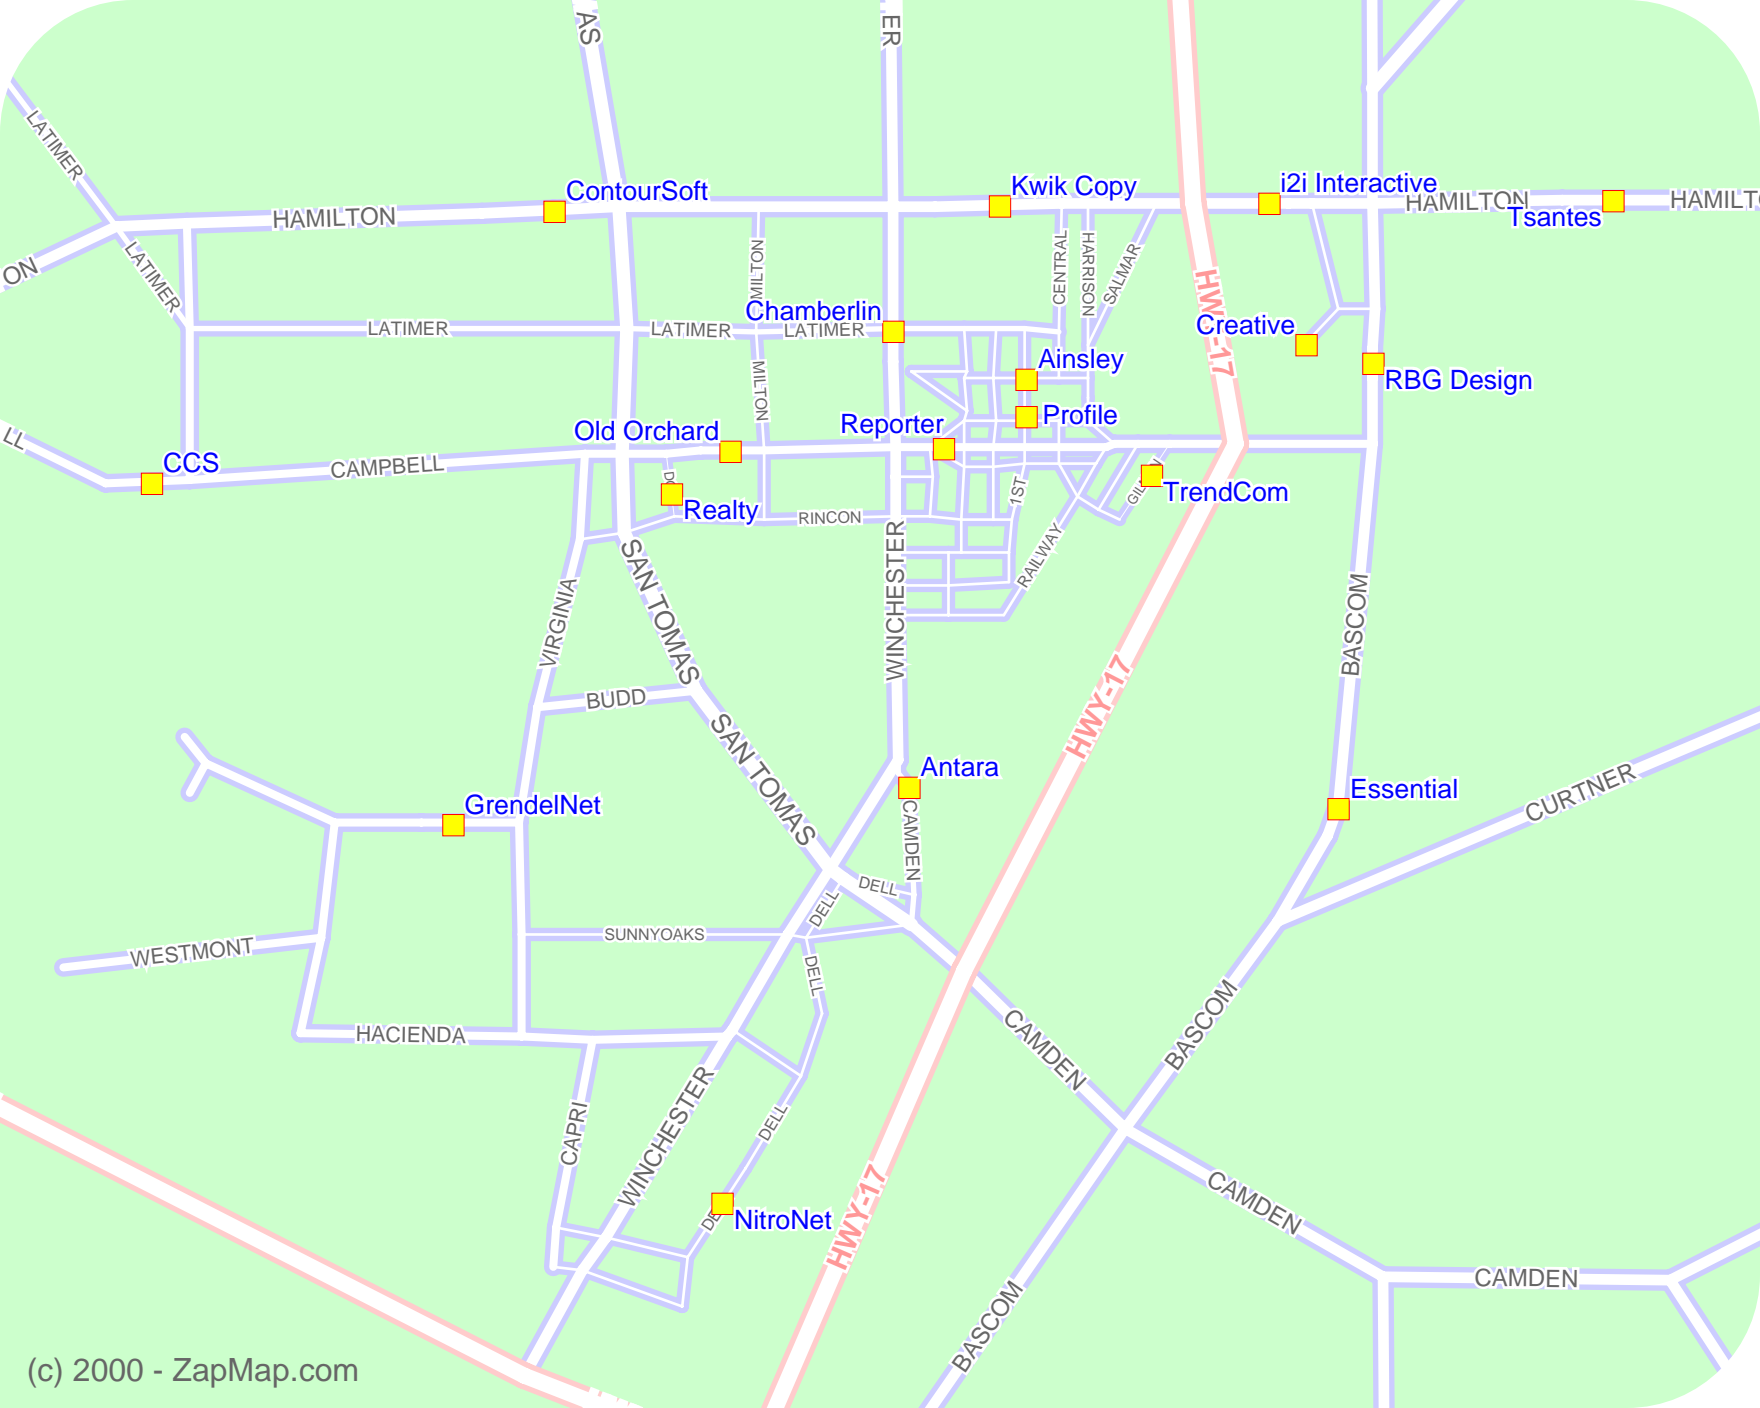 AS
ER
LATIMER
ContourSoft
HAMILTON
Kwik Copy
i2i Interactive
HAMILTON
Tsantes
ON
LATIMER
MILTON
CENTRAL
HARRISON
SALMAR
HWY-17
LATIMER
LATIMER
LATIMER
Chamberlin
Creative
Ainsley
RBG Design
MILTON
Profile
Reporter
Old Orchard
LL
CCS
CAMPBELL
Realty
1ST
TrendCom
RINCON
RAILWAY
SAN TOMAS
WINCHESTER
VIRGINIA
BASCOM
BUDD
HWY-17
SAN TOMAS
Antara
Essential
CURTNER
GrendelNet
CAMDEN
DELL
DELL
SUNNYOAKS
WESTMONT
DELL
HACIENDA
CAMDEN
BASCOM
CAPRI
WINCHESTER
DELL
NitroNet
HWY-17
CAMDEN
CAMDEN
BASCOM
(c) 2000 - ZapMap.com